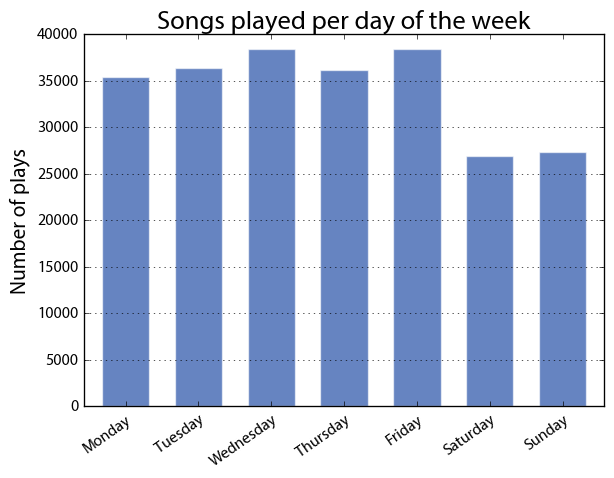 Songs played per day of the week
Number of plays
40000
35000
30000
25000
20000
15000
10000
5000
0
Monday
Tuesday
Wednesday
Thursday
Friday
Saturday
Sunday